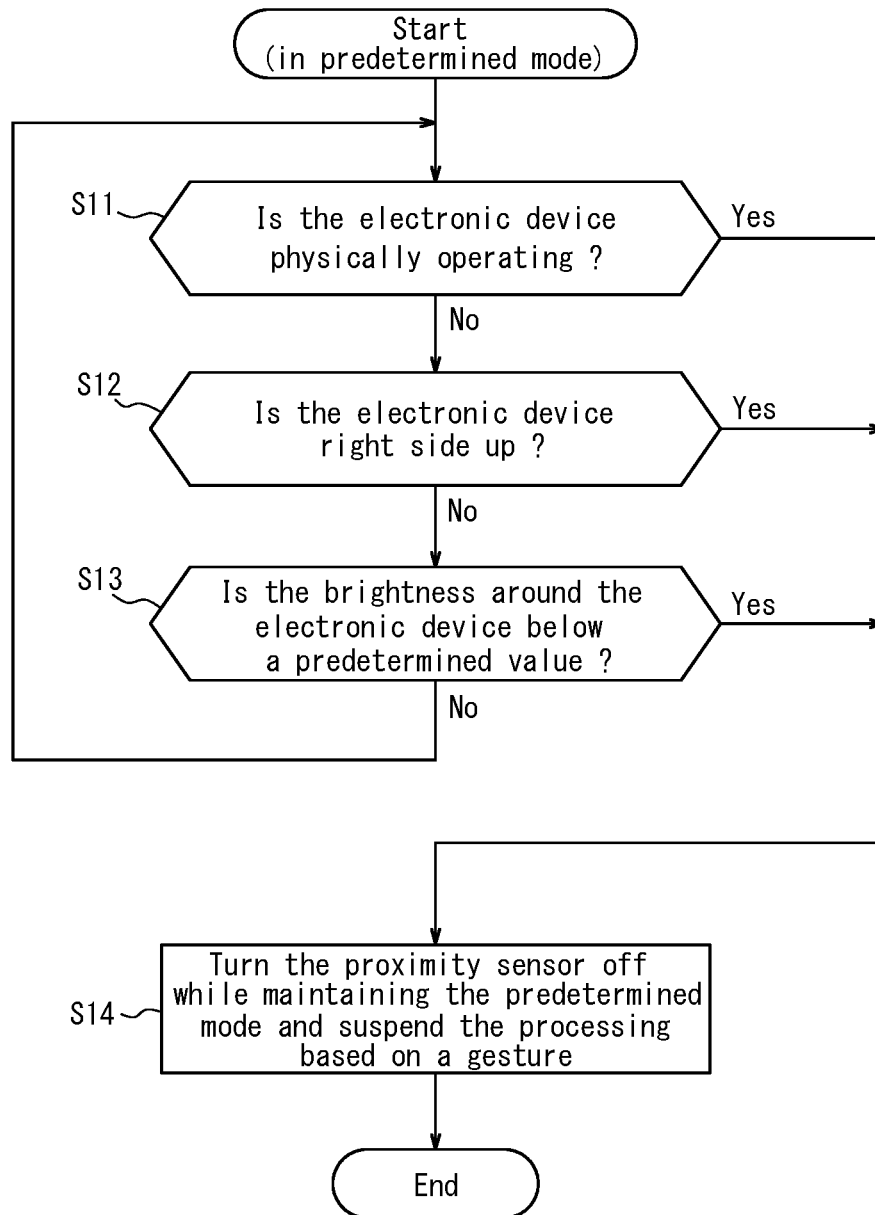 Start
(in predetermined mode)
S11
Is the electronic device
physically operating ?
Yes
No
S12
Is the electronic device
right side up ?
Yes
No
S13
Is the brightness around the
electronic device below
a predetermined value ?
Yes
No
S14
Turn the proximity sensor off
while maintaining the predetermined
mode and suspend the processing
based on a gesture
End